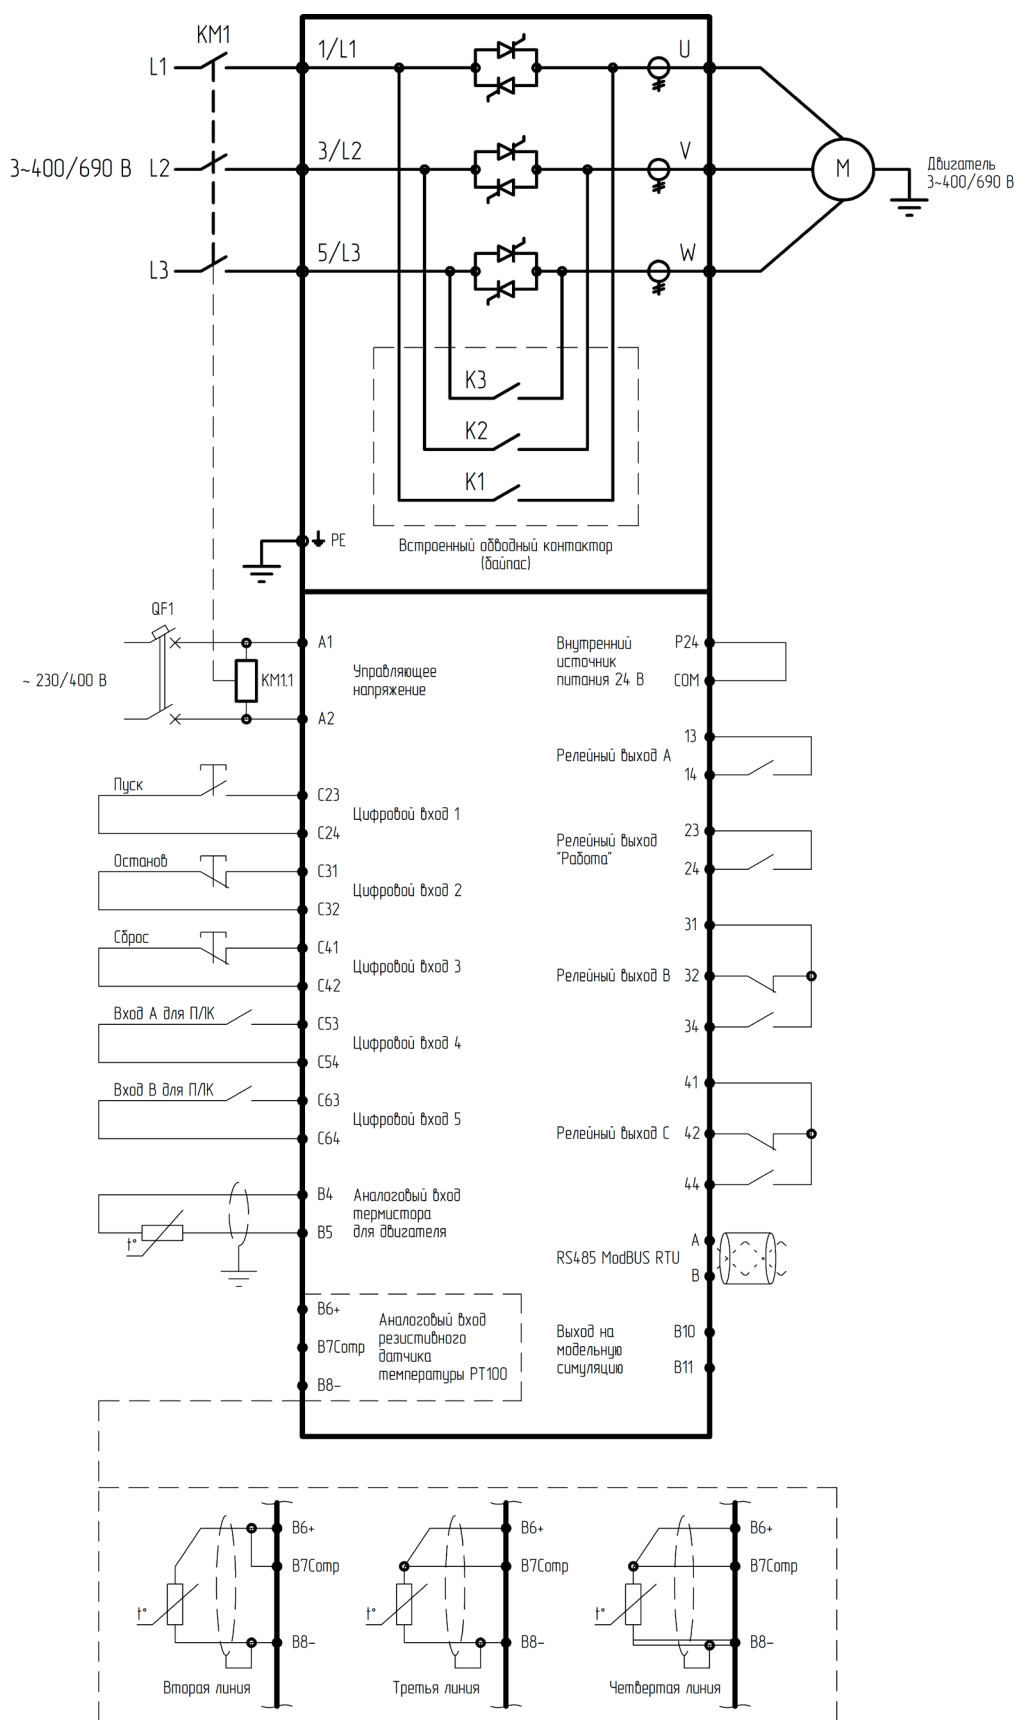 KM1
L1
1/L1
U
3~400/690 В
L2
3/L2
V
M
Двигатель
3~400/690 В
L3
5/L3
W
K3
K2
K1
PE
Встроенный обводный контактор
(байпас)
QF1
~ 230/400 В
KM1.1
A1
A2
Управляющее
напряжение
Внутренний
источник
питания 24 В
P24
COM
Пуск
C23
C24
Цифровой вход 1
Останов
C31
C32
Цифровой вход 2
Сброс
C41
C42
Цифровой вход 3
Вход А для ПЛК
C53
C54
Цифровой вход 4
Вход В для ПЛК
C63
C64
Цифровой вход 5
13
Релейный выход А
14
23
Релейный выход
"Работа"
24
31
Релейный выход В
32
34
41
Релейный выход С
42
44
t°
B4
B5
Аналоговый вход
термистора
для двигателя
RS485 ModBUS RTU
A
B
B6+
B7Comp
B8-
Аналоговый вход
резистивного
датчика
температуры PT100
Выход на
модельную
симуляцию
B10
B11
t°
B6+
B7Comp
B8-
Вторая линия
t°
B6+
B7Comp
B8-
Третья линия
t°
B6+
B7Comp
B8-
Четвертая линия